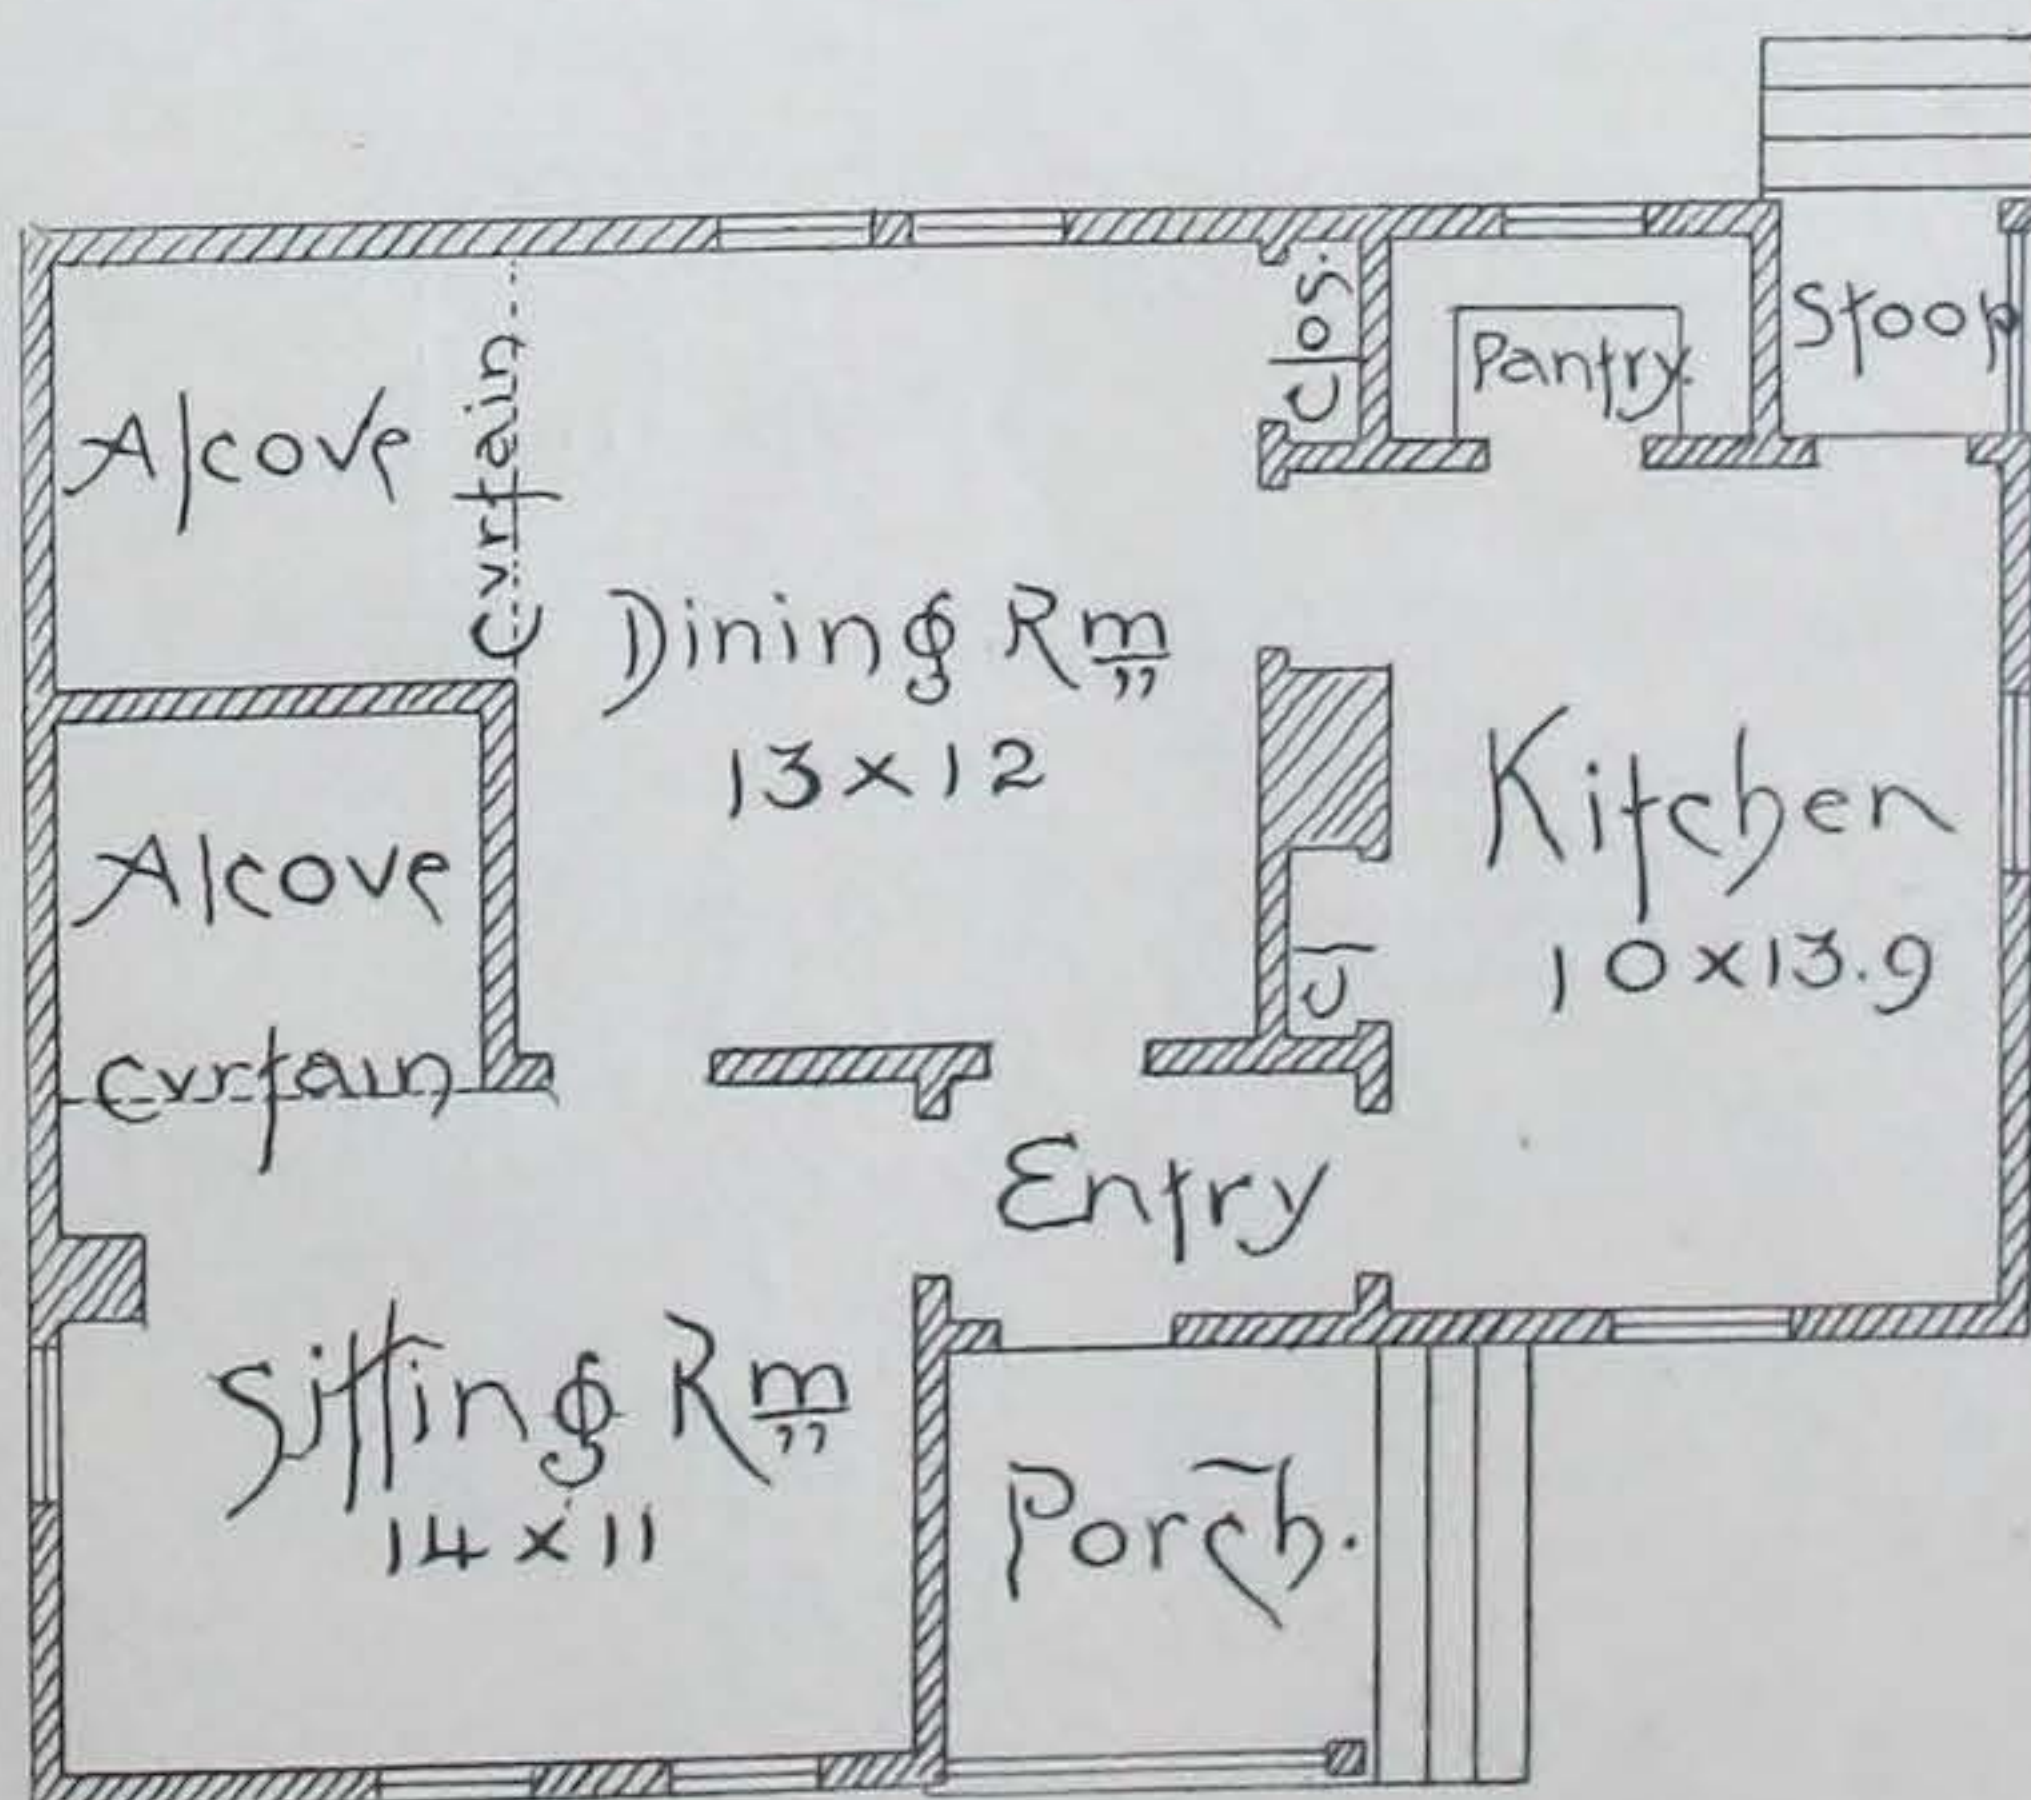 Clos.
Stoop
Pantry.
Alcove
Curtain
Dining Rm
13 x 12
Kitchen
10 x 13.9
Alcove
Cl
Curtain
Entry
Sitting Rm
14 x 11
Porch.